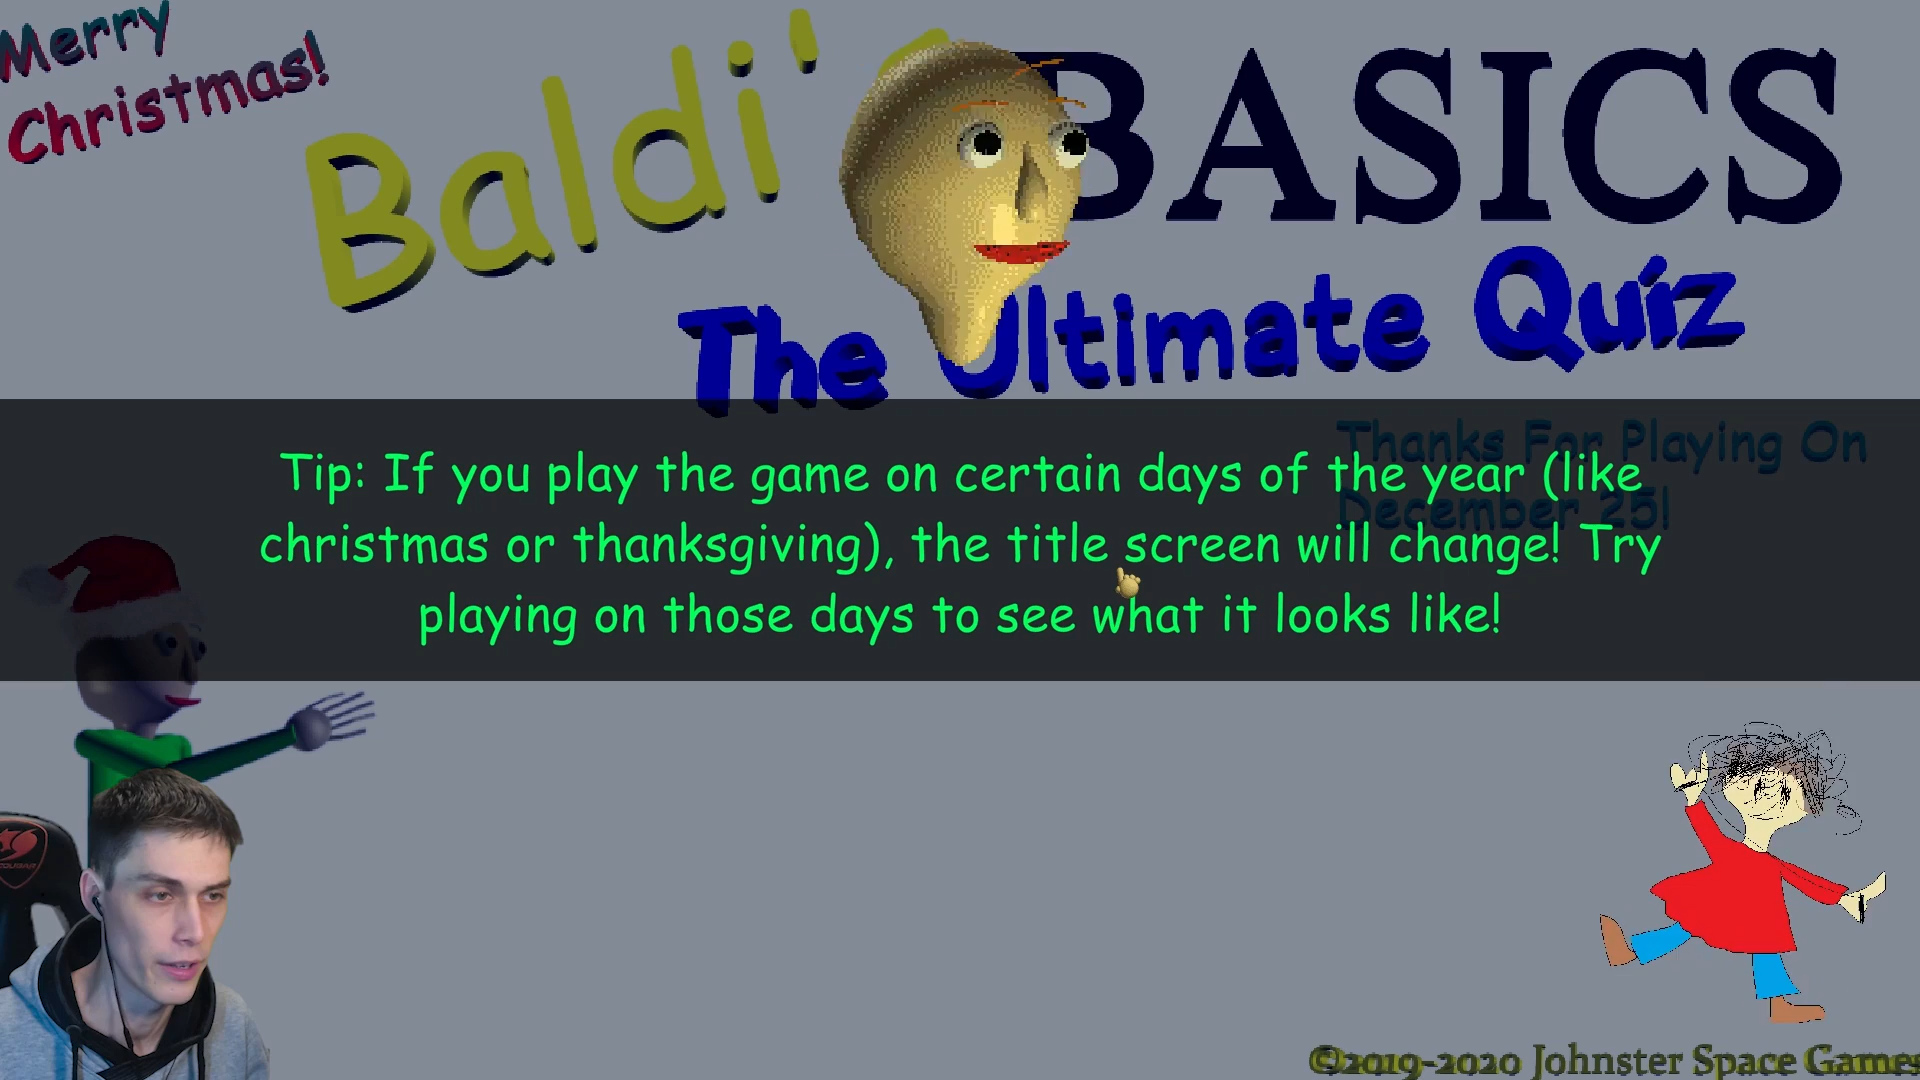 Merry
Christmas!
Baldi's BASICS
The Ultimate Quiz
Thanks For Playing On
December 25!
Tip: If you play the game on certain days of the year (like
christmas or thanksgiving), the title screen will change! Try
playing on those days to see what it looks like!
COUGAR
©2019-2020 Johnster Space Games